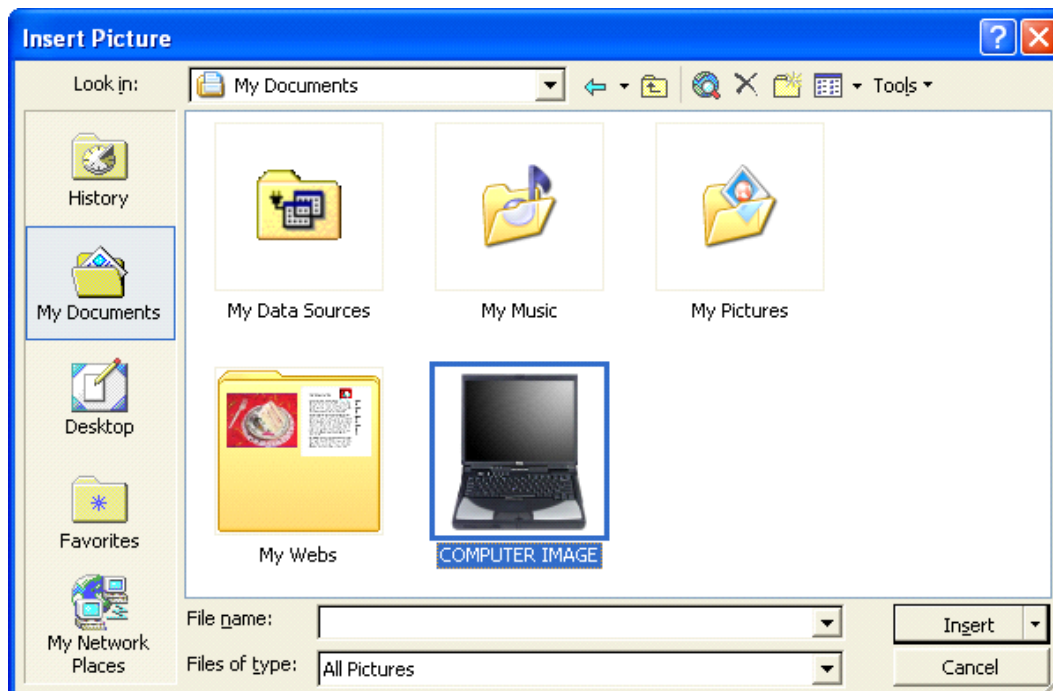 Insert Picture
Look in:
My Documents
Tools
History
My Documents
Desktop
Favorites
My Network
Places
My Data Sources
My Music
My Pictures
My Webs
COMPUTER IMAGE
File name:
Insert
Files of type:
All Pictures
Cancel